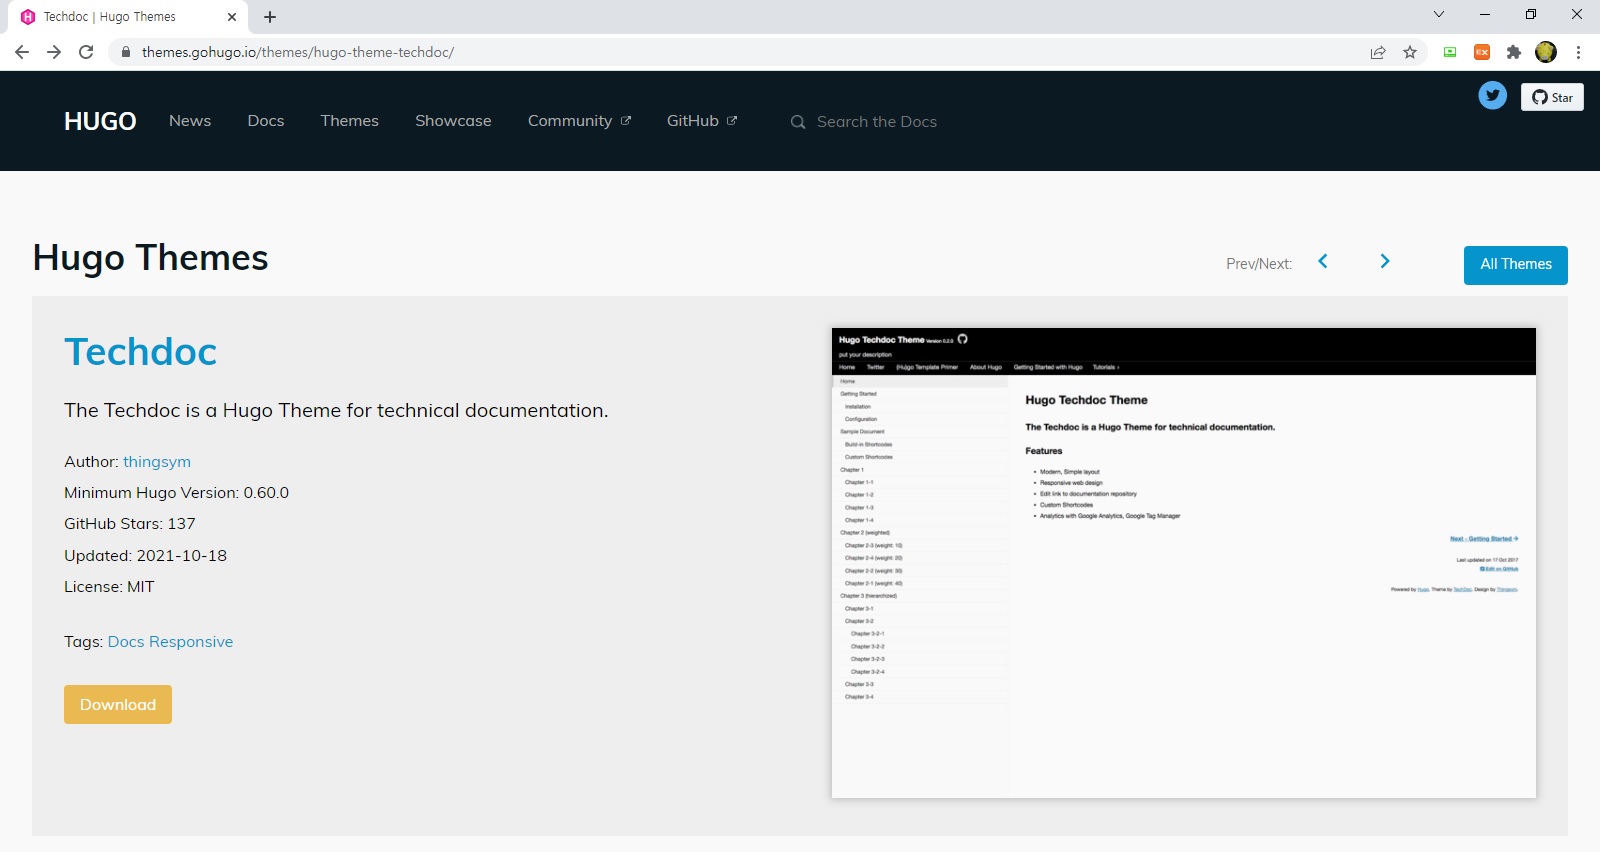 Techdoc | Hugo Themes
themes.gohugo.io/themes/hugo-theme-techdoc/
EX
HUGO News Docs Themes Showcase Community GitHub Search the Docs
Star
Hugo Themes
Prev/Next:
All Themes
Techdoc
The Techdoc is a Hugo Theme for technical documentation.
Author: thingsym
Minimum Hugo Version: 0.60.0
GitHub Stars: 137
Updated: 2021-10-18
License: MIT
Tags: Docs Responsive
Download
Hugo Techdoc Theme Version 0.2.0
put your description
Home Twitter (Hu)go Template Primer About Hugo Getting Started with Hugo Tutorials
Home
Getting Started
Installation
Configuration
Sample Document
Build-in Shortcodes
Custom Shortcodes
Chapter 1
Chapter 1-1
Chapter 1-2
Chapter 1-3
Chapter 1-4
Chapter 2 (weighted)
Chapter 2-3 (weight: 10)
Chapter 2-4 (weight: 20)
Chapter 2-2 (weight: 30)
Chapter 2-1 (weight: 40)
Chapter 3 (hierarchized)
Chapter 3-1
Chapter 3-2
Chapter 3-2-1
Chapter 3-2-2
Chapter 3-2-3
Chapter 3-2-4
Chapter 3-3
Chapter 3-4
Hugo Techdoc Theme
The Techdoc is a Hugo Theme for technical documentation.
Features
• Modern, Simple layout
• Responsive web design
• Edit link to documentation repository
• Custom Shortcodes
• Analytics with Google Analytics, Google Tag Manager
Next - Getting Started
Last updated on 17 Oct 2017
Edit on GitHub
Powered by Hugo. Theme by TechDoc. Design by Thingsym.